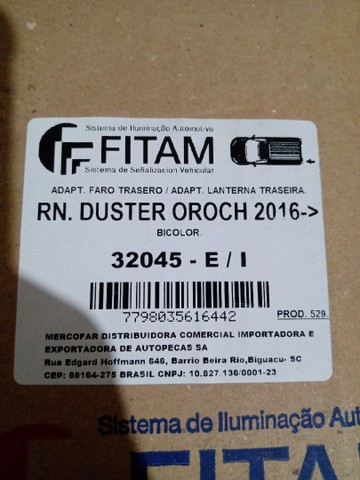 Sistema de Iluminação Automotiva
FITAM
Sistema de Señalizacion Vehicular
ADAPT. FARO TRASERO / ADAPT. LANTERNA TRASEIRA.
RN. DUSTER OROCH 2016->
BICOLOR.
32045 - E / I
7798035616442
PROD. 529.
MERCOFAR DISTRIBUIDORA COMERCIAL IMPORTADORA E
EXPORTADORA DE AUTOPECAS SA
Rua Edgard Hoffmann 646, Barrio Beira Rio,Biguacu- SC
CEP: 88164-275 BRASIL CNPJ: 10.827.136/0001-23
Sistema de Iluminação Autom
FITAM